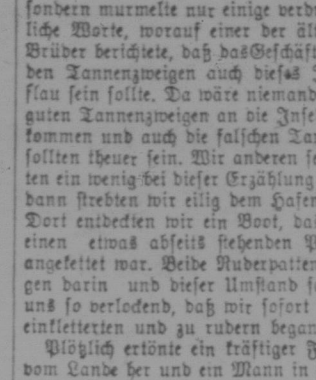 sondern murmelte nur einige
liche Worte, worauf einer der
Brüder berichtete, daß das Geschäft
den Tannenzweigen auch dieses
flau sein sollte. Da wäre niemand
guten Tannenzweigen an die
kommen und auch die falschen
sollten theuer sein. Wir anderen
ten ein wenig bei dieser Erzählung
dann strebten wir eilig dem Hafen
Dort entdeckten wir ein Boot,
einen etwas abseits stehenden
angekettet war. Beide Ruderpatten
gen darin und dieser Umstand
uns so verlockend, daß wir sofort
einkletterten und zu rudern
Plötzlich ertönte ein kräftiger
vom Lande her und ein Mann in